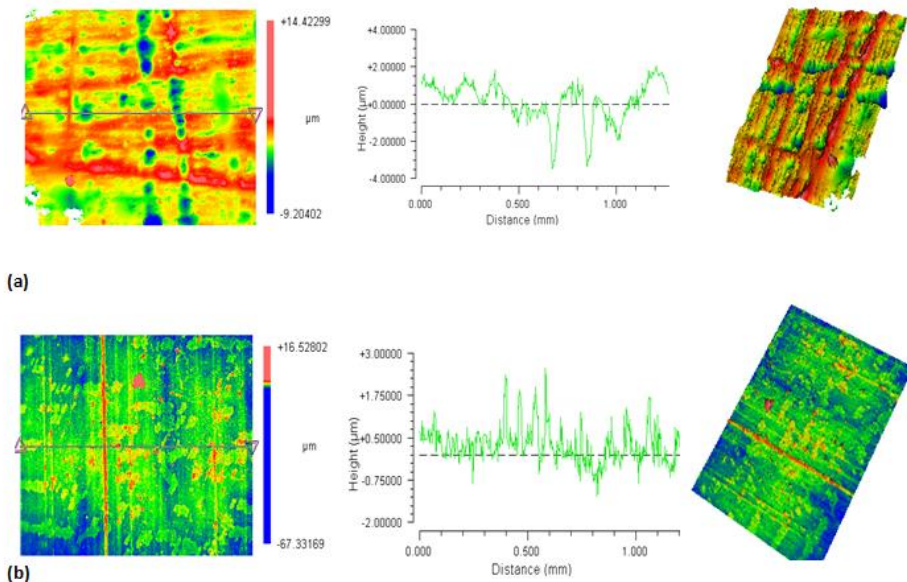 +14.42299
µm
-9.20402
+4.00000
+2.00000
+0.00000
-2.00000
-4.00000
Height (µm)
0.000
0.500
1.000
Distance (mm)
(a)
+16.52802
µm
-67.33169
+3.00000
+1.75000
+0.50000
-0.75000
-2.00000
Height (µm)
0.000
0.500
1.000
Distance (mm)
(b)